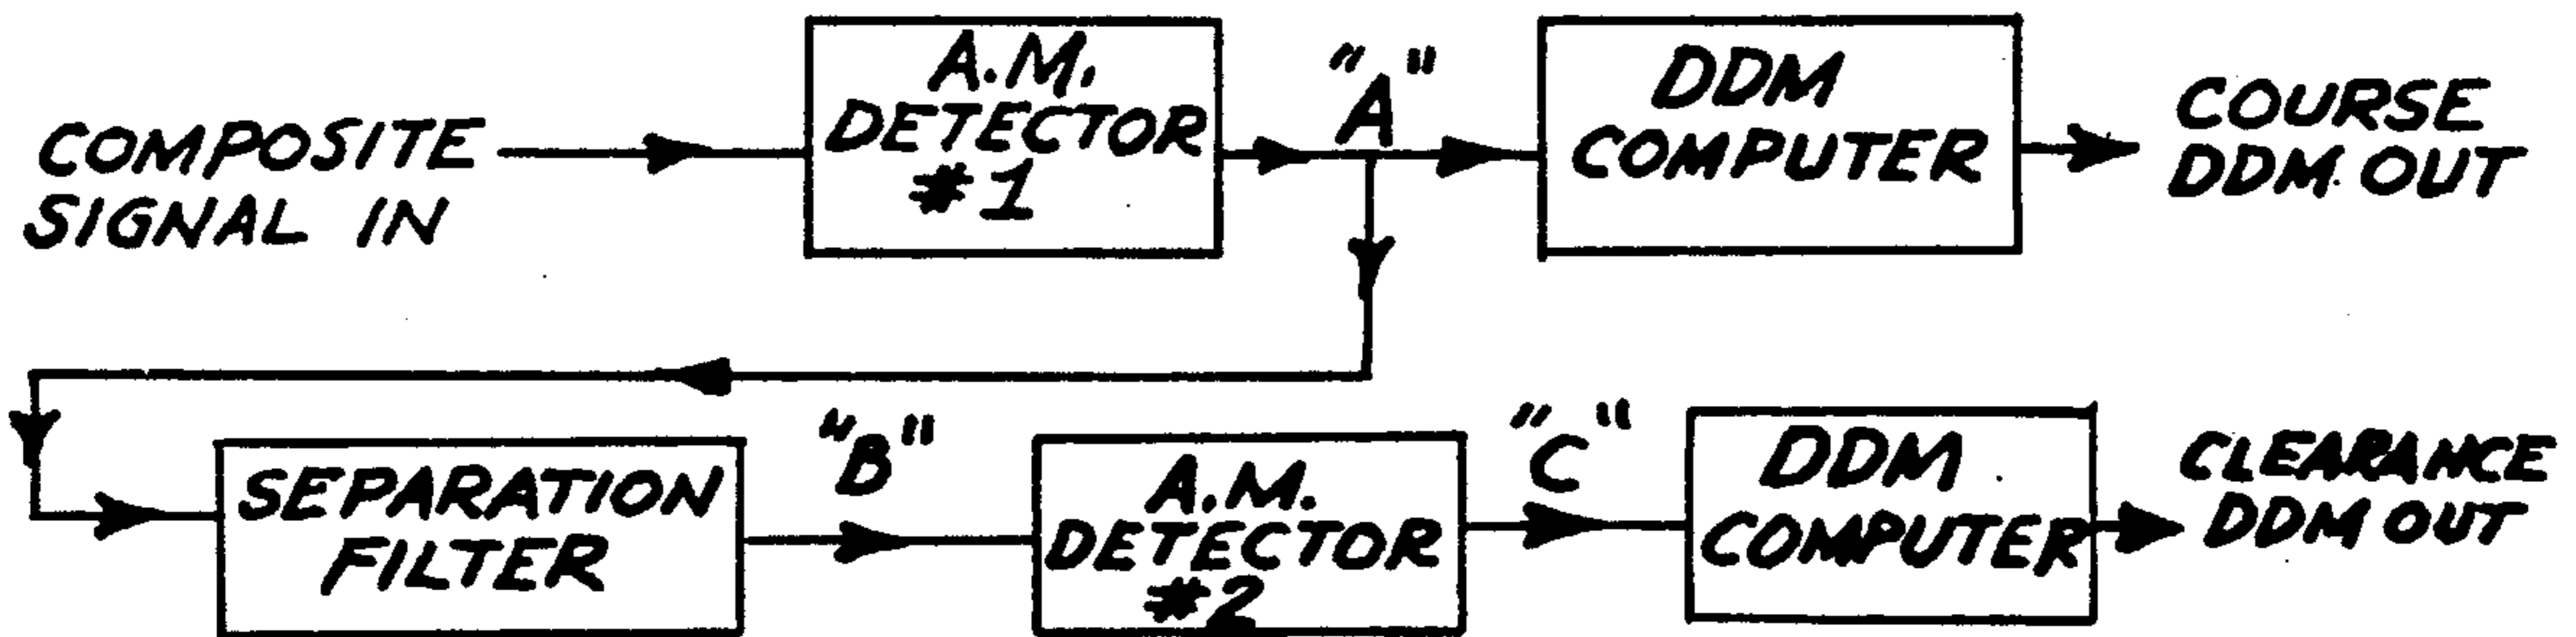 COMPOSITE
SIGNAL IN
A.M.
DETECTOR
#1
"A"
DDM
COMPUTER
COURSE
DDM OUT
SEPARATION
FILTER
"B"
A.M.
DETECTOR
#2
"C"
DDM
COMPUTER
CLEARANCE
DDM OUT